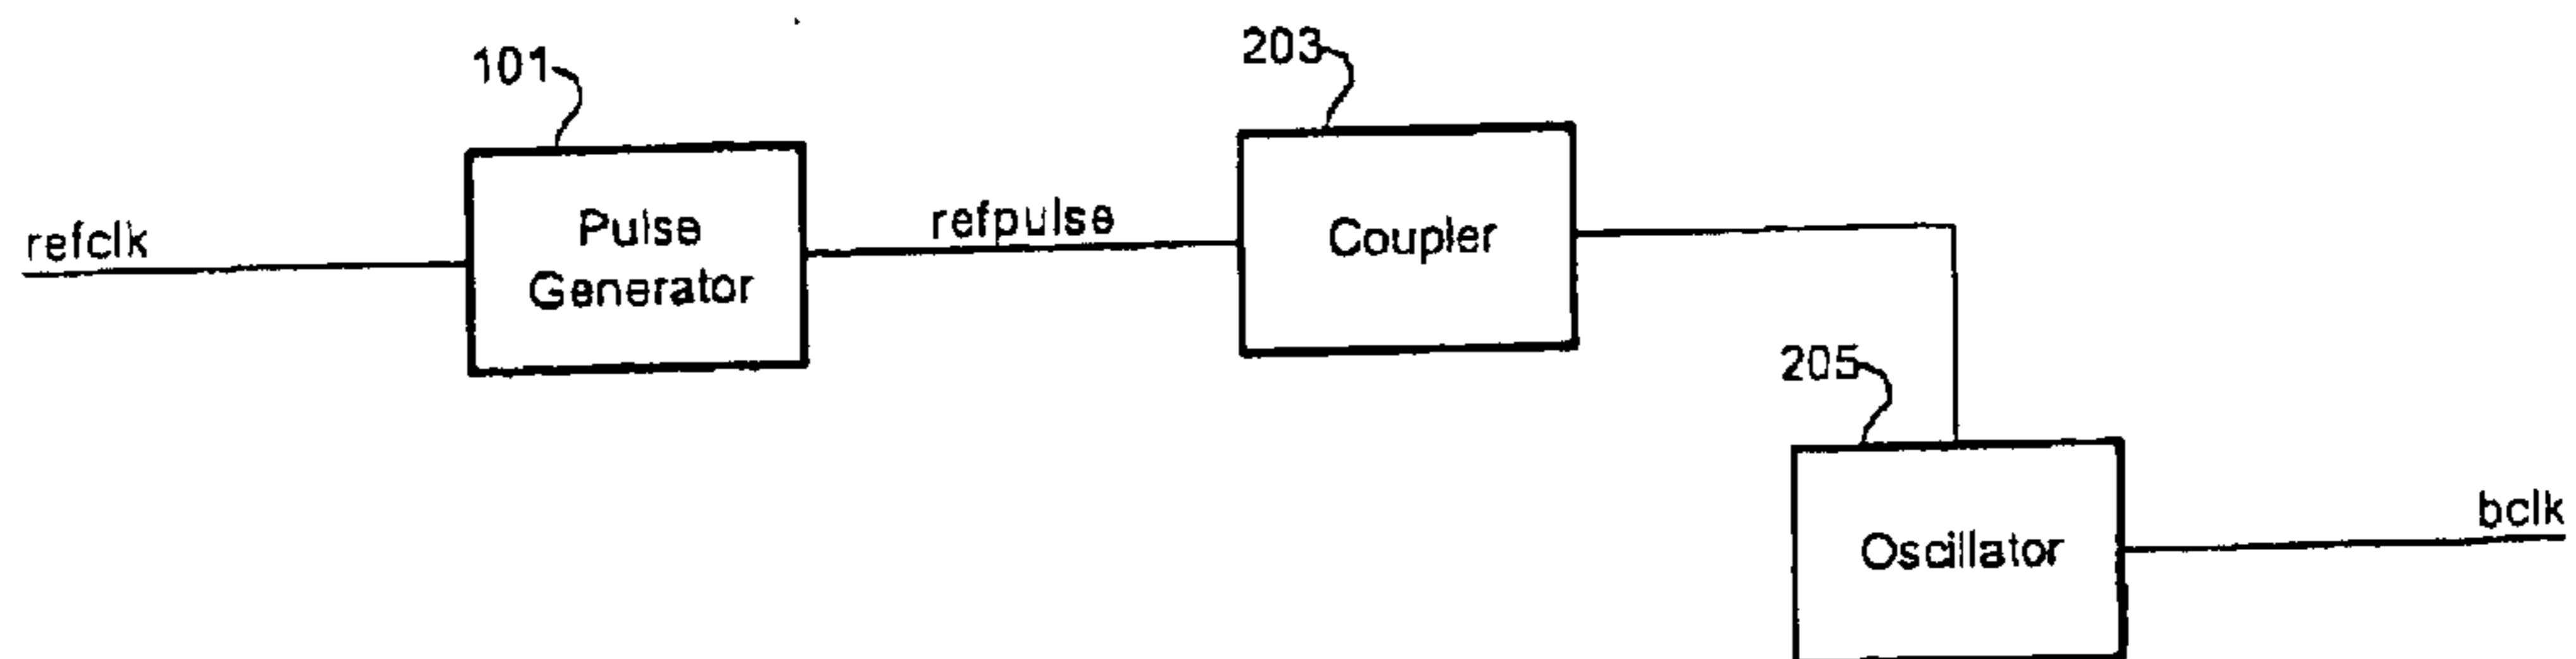 101
203
refclk
Pulse
Generator
refpulse
Coupler
205
Oscillator
bclk